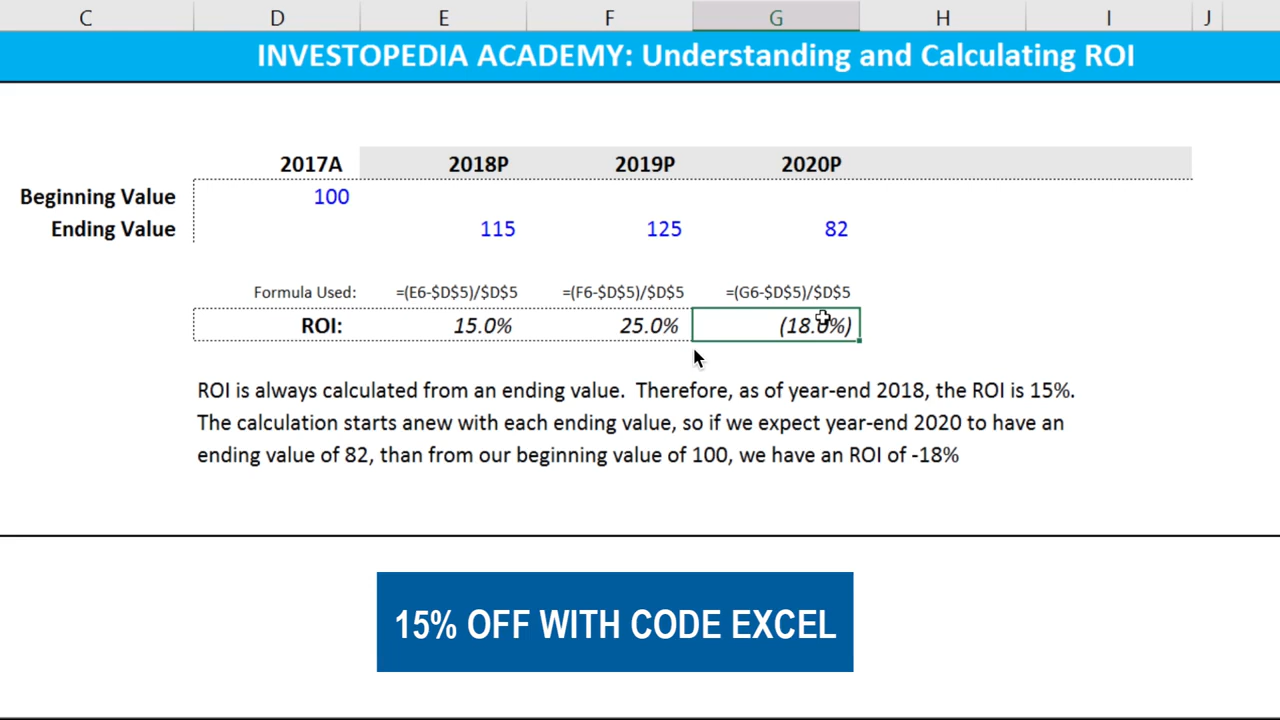 C D E F G H I J
INVESTOPEDIA ACADEMY: Understanding and Calculating ROI
2017A 2018P 2019P 2020P
Beginning Value 100
Ending Value 115 125 82
Formula Used: =(E6-$D$5)/$D$5 =(F6-$D$5)/$D$5 =(G6-$D$5)/$D$5
ROI: 15.0% 25.0% (18.0%)
ROI is always calculated from an ending value. Therefore, as of year-end 2018, the ROI is 15%.
The calculation starts anew with each ending value, so if we expect year-end 2020 to have an
ending value of 82, than from our beginning value of 100, we have an ROI of -18%
15% OFF WITH CODE EXCEL